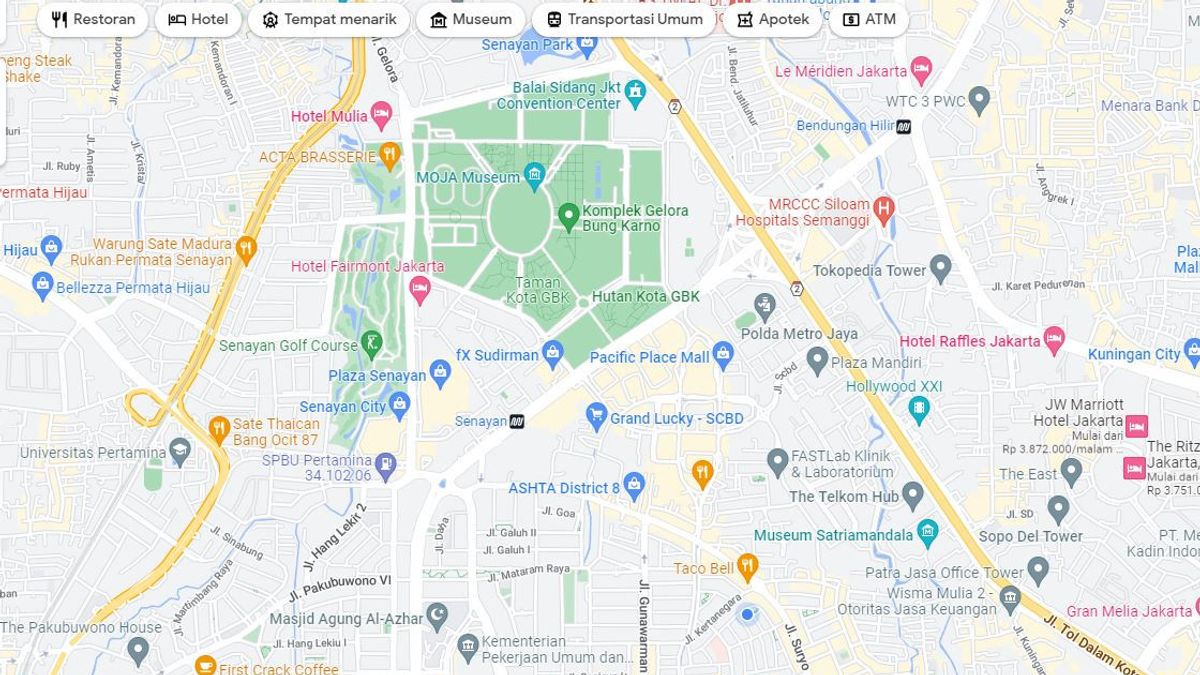 Restoran
Hotel
Tempat menarik
Museum
Transportasi Umum
Apotek
ATM
Jl. Gelora
Senayan Park
Jl. Kemandoran
Jl. Kemandoran I
Shake
Le Méridien Jakarta
Balai Sidang Jkt
Convention Center
2
Jl. Bend. Jatiluhur
WTC 3 PWC
Menara Bank D
Hotel Mulia
Bendungan Hilir
Jl. Ruby
Jl. Ametis
Jl. Kristal
ACTA BRASSERIE
MOJA Museum
Jl. Anggrek I
ermata Hijau
Komplek Gelora
Bung Karno
MRCCC Siloam
Hospitals Semanggi
Hijau
Warung Sate Madura
Rukan Permata Senayan
Hotel Fairmont Jakarta
Tokopedia Tower
Bellezza Permata Hijau
Taman
Kota GBK
Hutan Kota GBK
2
Jl. Karet Pedurenan
Polda Metro Jaya
Senayan Golf Course
fX Sudirman
Pacific Place Mall
Hotel Raffles Jakarta
Kuningan City
Plaza Senayan
Jl. Scbd
Plaza Mandiri
Hollywood XXI
Senayan City
Senayan
Grand Lucky - SCBD
JW Marriott
Hotel Jakarta
Mulai dari
Rp 3.872.000/malam ...
Sate Thaican
Bang Ocit 87
Universitas Pertamina
SPBU Pertamina
34.102/06
FASTLab Klinik
& Laboratorium
The Ritz
Jakarta,
Mulai dari
Rp 3.751.0
The East
ASHTA District 8
The Telkom Hub
Jl. Goa
Jl. SD
Jl. Hang Lekir 2
Jl. Daha
Jl. Galuh II
Jl. Galuh I
Museum Satriamandala
Sopo Del Tower
PT. Me
Kadin Indon
Jl. Sinabung
Jl. Mataram Raya
Taco Bell
Patra Jasa Office Tower
Jl. Pakubuwono VI
Jl. Martimbang Raya
Jl. Gunawarman
Jl. Kertanegara
Wisma Mulia 2 -
Otoritas Jasa Keuangan
Gran Melia Jakarta
Masjid Agung Al-Azhar
The Pakubuwono House
Jl. Hang Lekiu I
Kementerian
Pekerjaan Umum dan...
Jl. Suryo
Jl. Kuningan
Jl. Tol Dalam Kota
First Crack Coffee